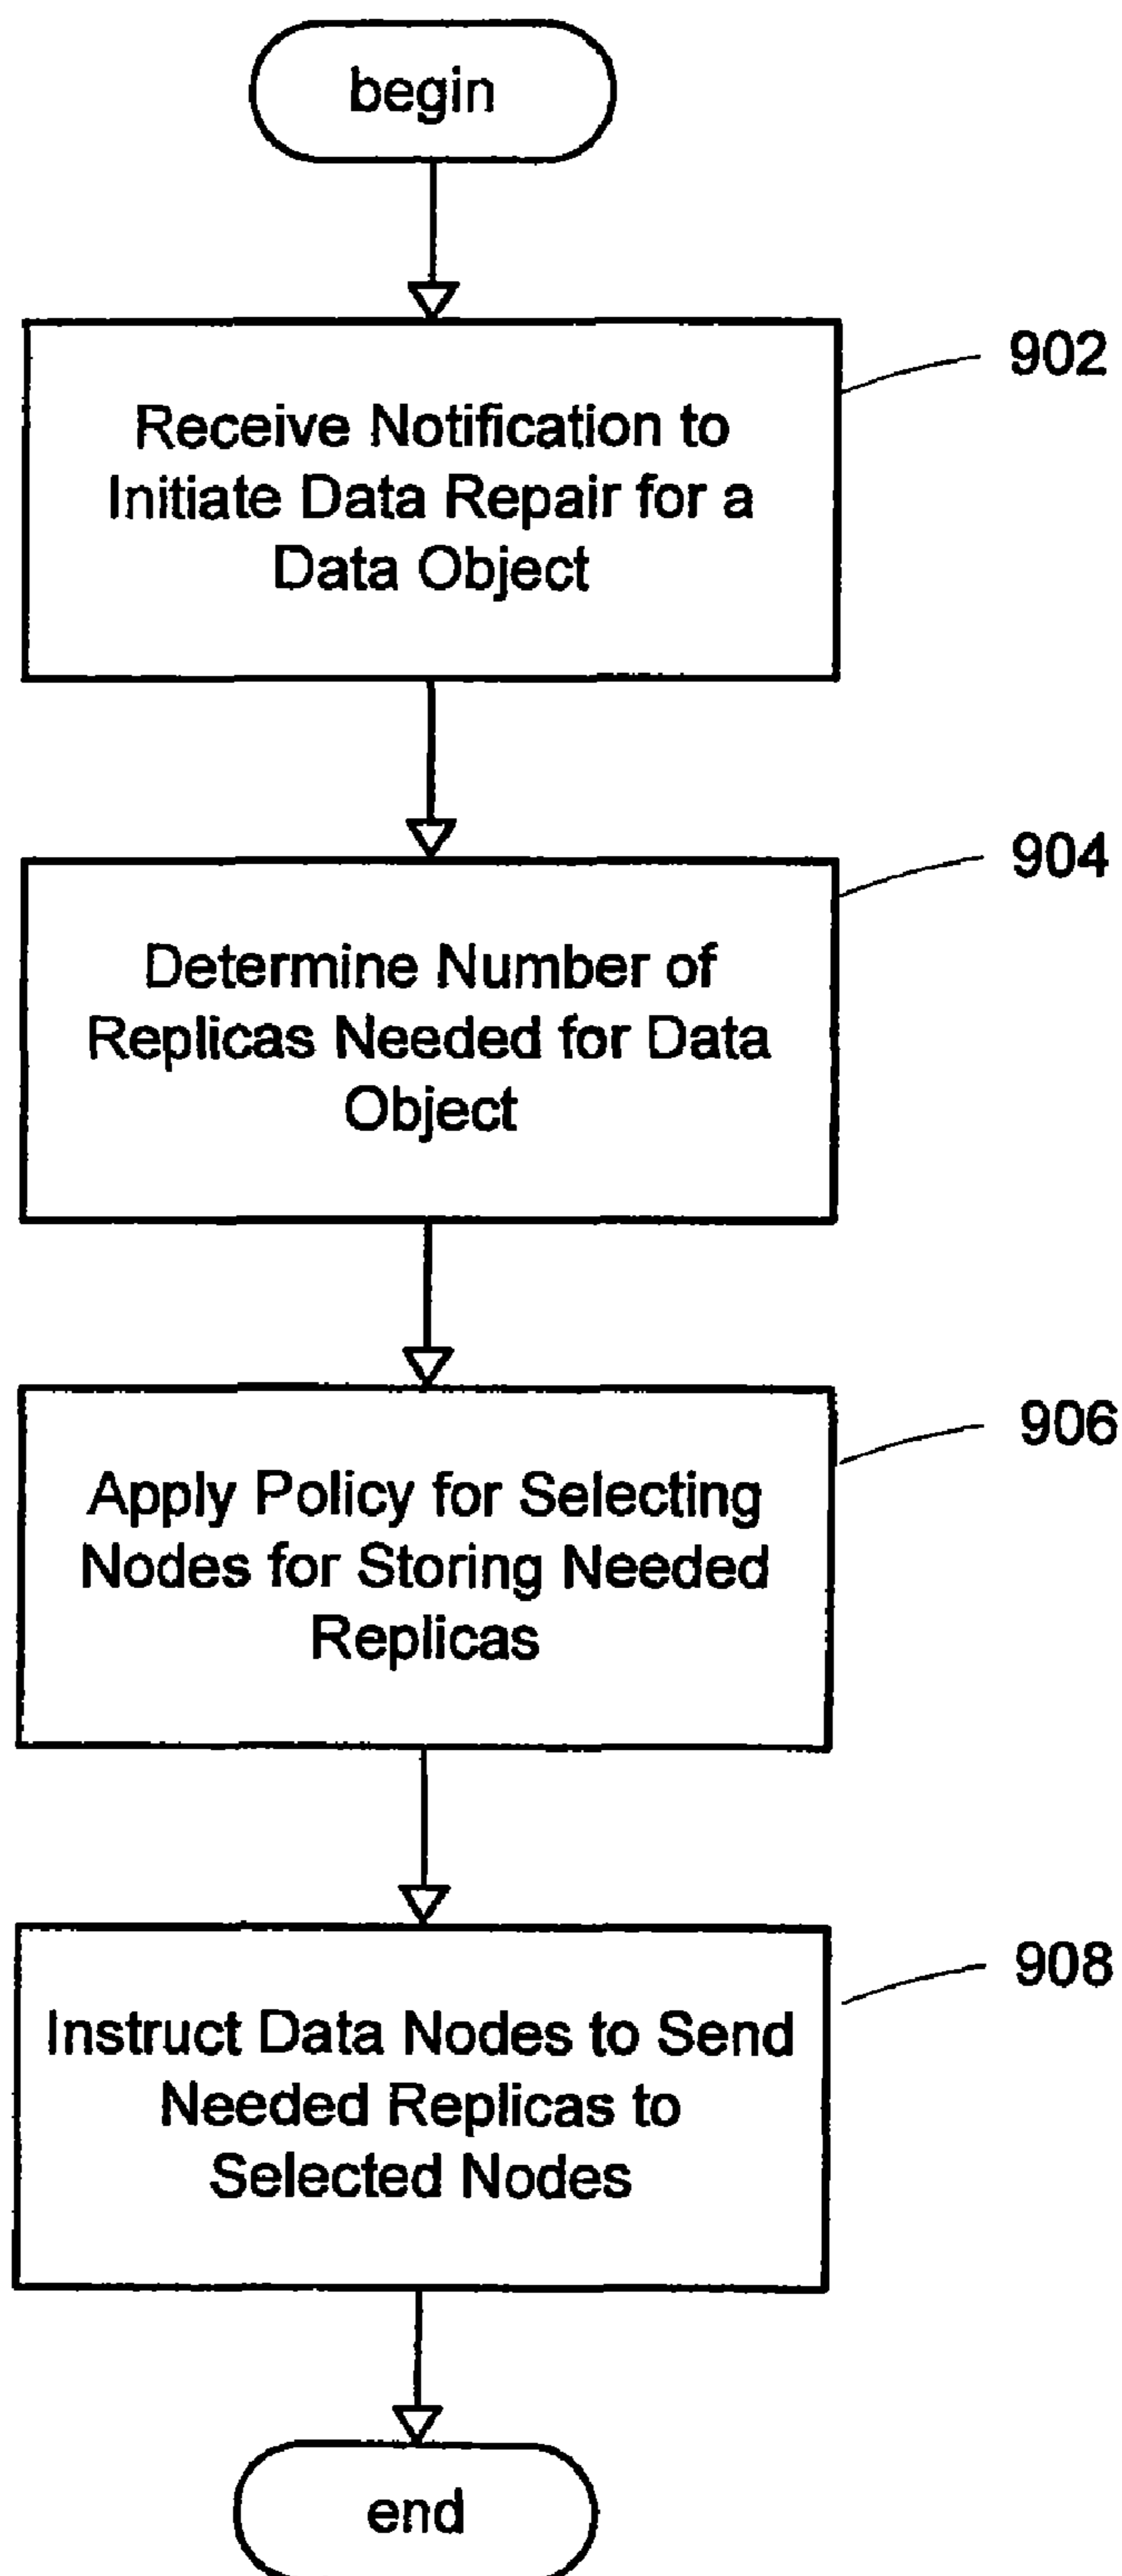 begin
902
Receive Notification to
Initiate Data Repair for a
Data Object
904
Determine Number of
Replicas Needed for Data
Object
906
Apply Policy for Selecting
Nodes for Storing Needed
Replicas
908
Instruct Data Nodes to Send
Needed Replicas to
Selected Nodes
end